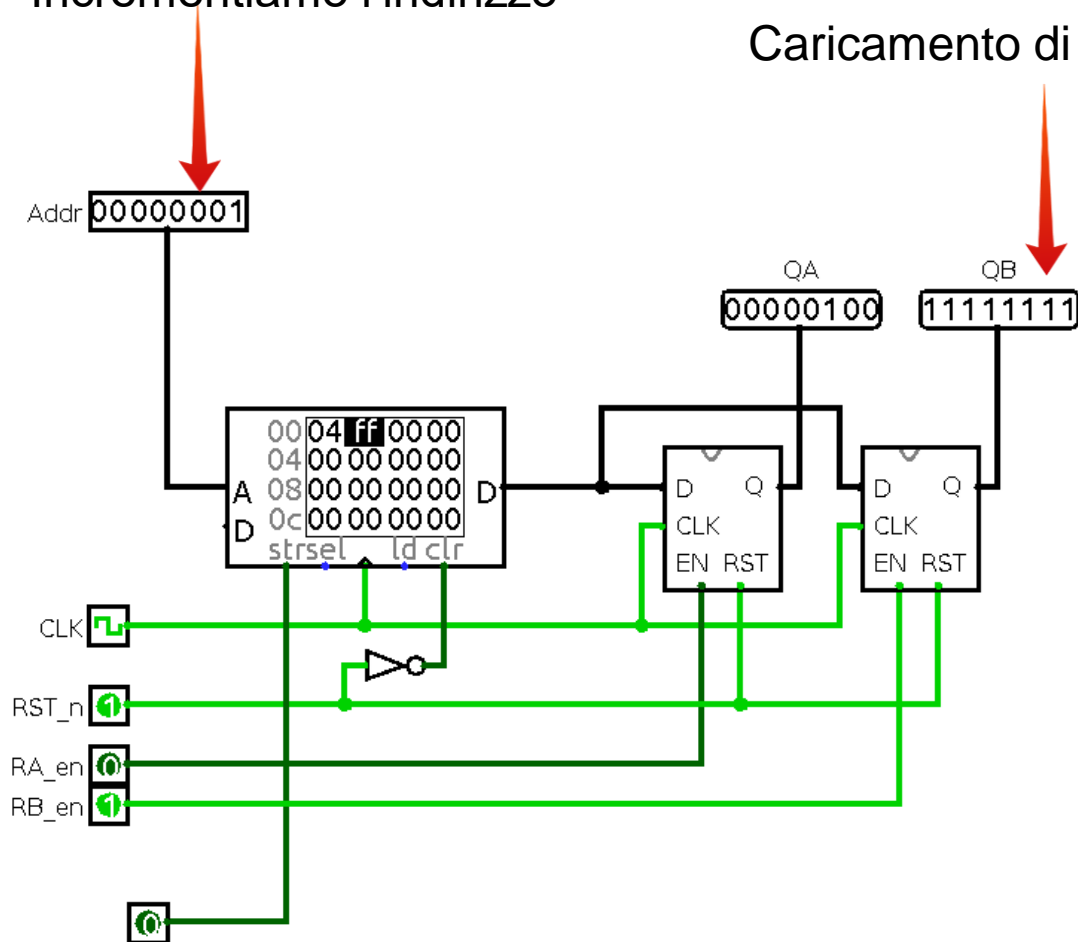 Incrementiamo l'indirizzo
Caricamento di
Addr 00000001
QA
QB
00000100
11111111
00 04 ff 00 00
04 00 00 00 00
A 08 00 00 00 00 D
D 0c 00 00 00 00
str sel ld clr
D Q
CLK
EN RST
D Q
CLK
EN RST
CLK
RST_n 1
RA_en 0
RB_en 1
0